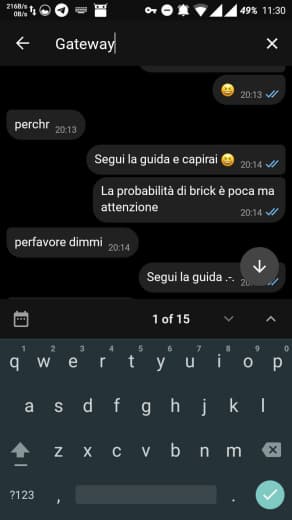 216B/s
0B/s
49% 11:30
Gateway
20:13
perchr 20:13
Segui la guida e capirai 😄 20:14
La probabilità di brick è poca ma
attenzione 20:14
perfavore dimmi 20:14
Segui la guida .-.
1 of 15
1 2 3 4 5 6 7 8 9 0
q w e r t y u i o p
a s d f g h j k l
z x c v b n m
?123 , .